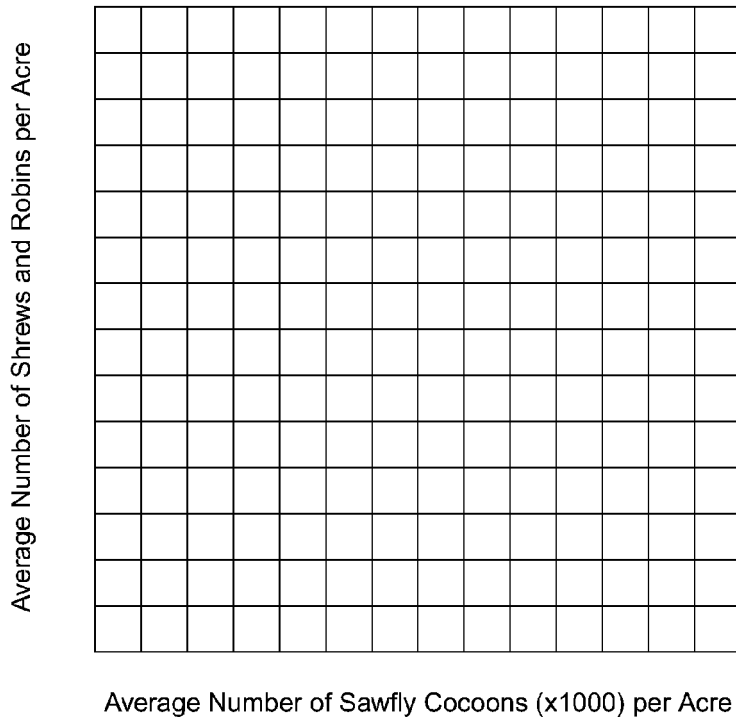 Average Number of Shrews and Robins per Acre
Average Number of Sawfly Cocoons (x1000) per Acre